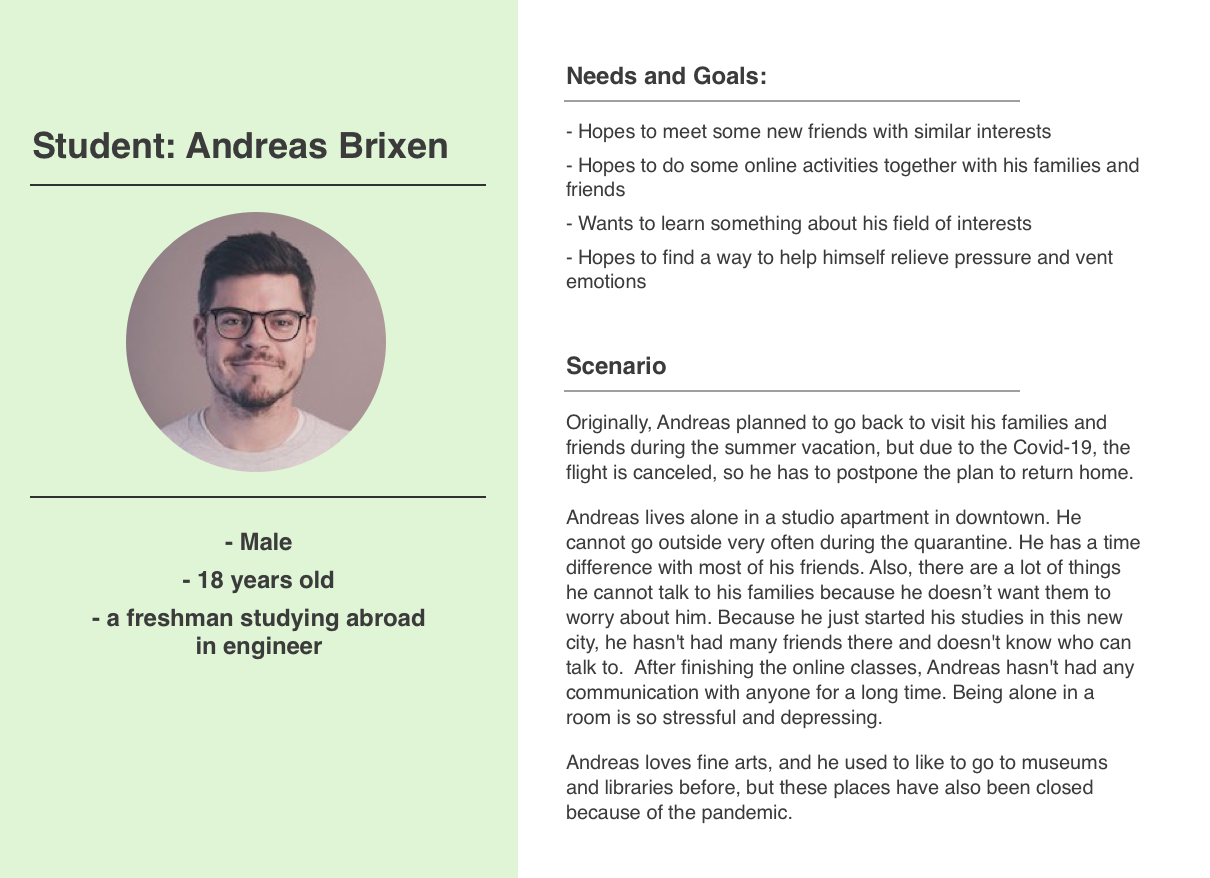 Student: Andreas Brixen
- Male
- 18 years old
- a freshman studying abroad
in engineer
Needs and Goals:
- Hopes to meet some new friends with similar interests
- Hopes to do some online activities together with his families and
friends
- Wants to learn something about his field of interests
- Hopes to find a way to help himself relieve pressure and vent
emotions
Scenario
Originally, Andreas planned to go back to visit his families and
friends during the summer vacation, but due to the Covid-19, the
flight is canceled, so he has to postpone the plan to return home.
Andreas lives alone in a studio apartment in downtown. He
cannot go outside very often during the quarantine. He has a time
difference with most of his friends. Also, there are a lot of things
he cannot talk to his families because he doesn’t want them to
worry about him. Because he just started his studies in this new
city, he hasn't had many friends there and doesn't know who can
talk to.  After finishing the online classes, Andreas hasn't had any
communication with anyone for a long time. Being alone in a
room is so stressful and depressing.
Andreas loves fine arts, and he used to like to go to museums
and libraries before, but these places have also been closed
because of the pandemic.